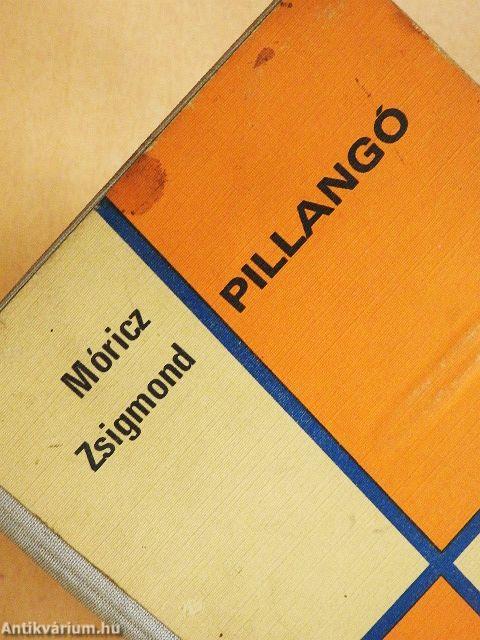 PILLANGÓ
Móricz
Zsigmond
Antikvárium.hu